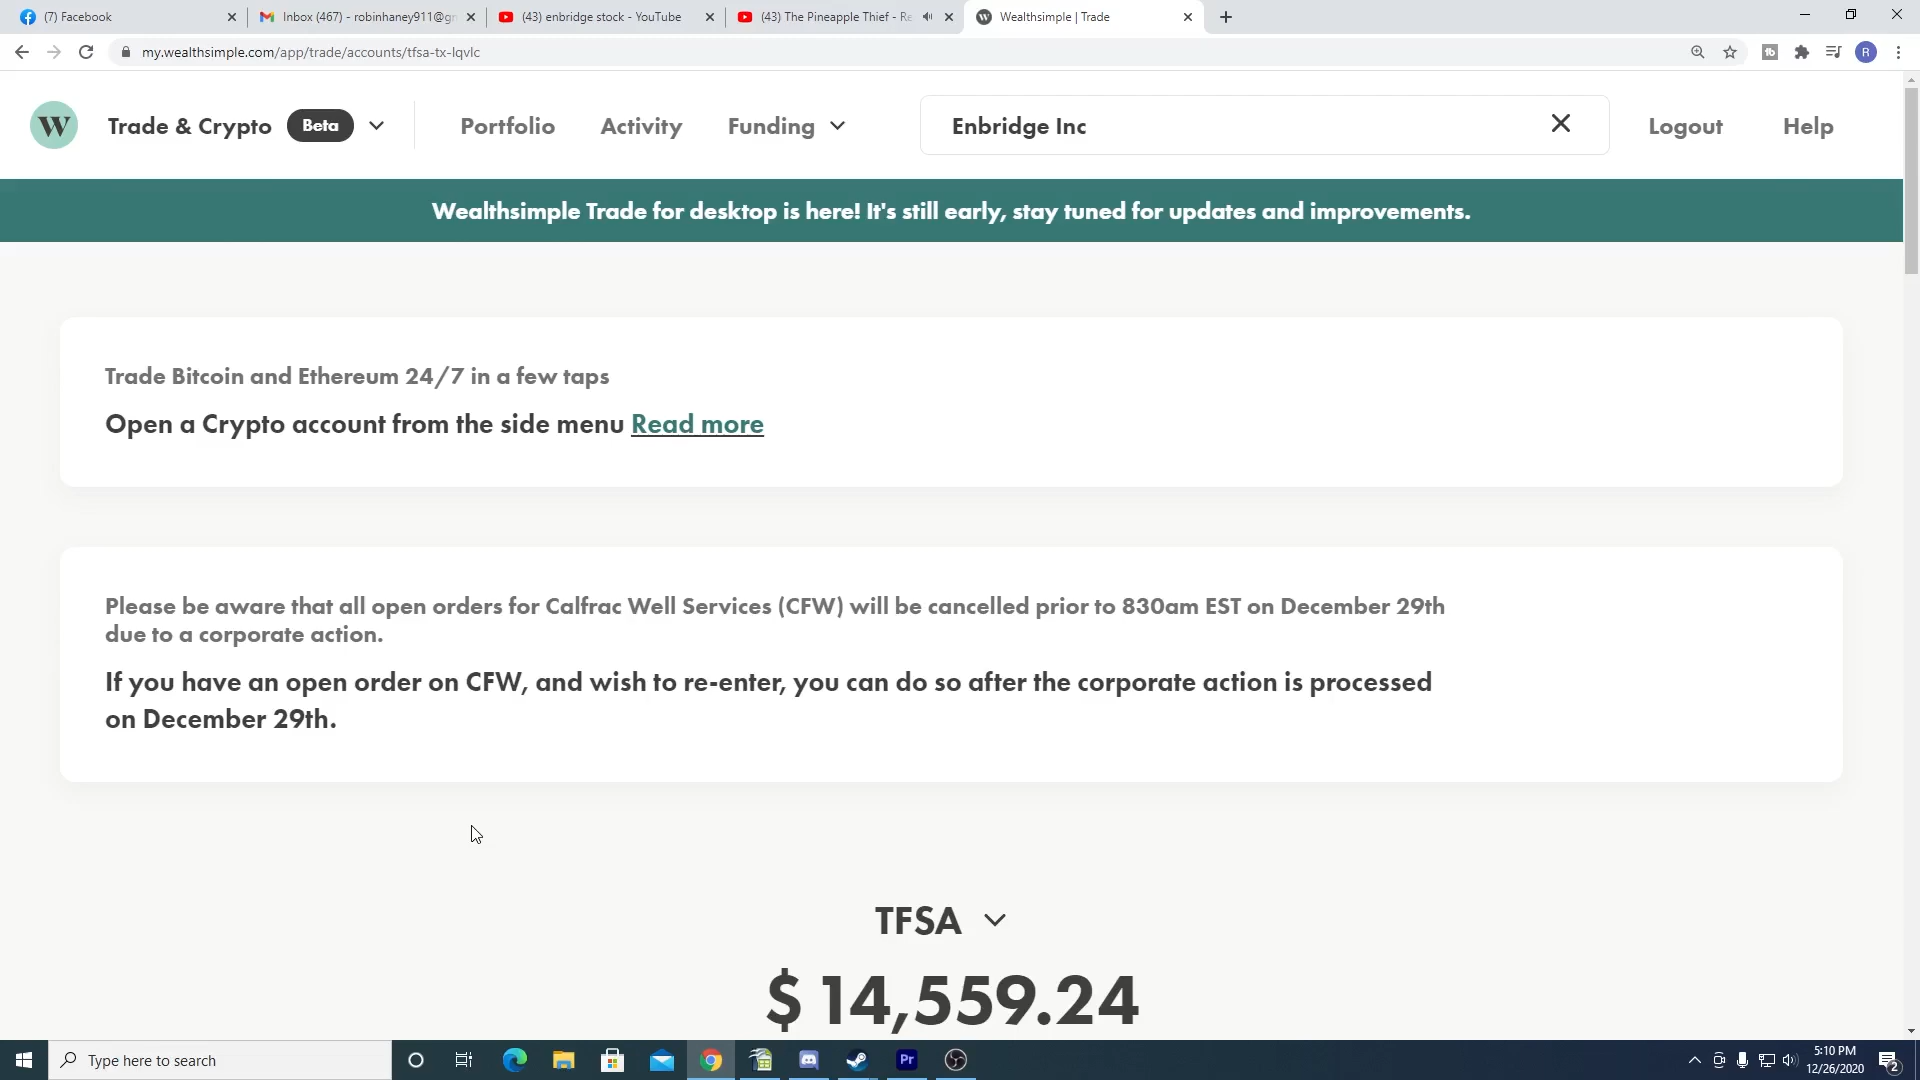 (7) Facebook
Inbox (467) - robinhaney911@gm
(43) enbridge stock - YouTube
(43) The Pineapple Thief - Re
Wealthsimple | Trade
my.wealthsimple.com/app/trade/accounts/tfsa-tx-lqvlc
R
W
Trade & Crypto
Beta
Portfolio
Activity
Funding
Enbridge Inc
Logout
Help
Wealthsimple Trade for desktop is here! It's still early, stay tuned for updates and improvements.
Trade Bitcoin and Ethereum 24/7 in a few taps
Open a Crypto account from the side menu Read more
Please be aware that all open orders for Calfrac Well Services (CFW) will be cancelled prior to 830am EST on December 29th
due to a corporate action.
If you have an open order on CFW, and wish to re-enter, you can do so after the corporate action is processed
on December 29th.
TFSA
$ 14,559.24
Type here to search
Pr
5:10 PM
12/26/2020
2